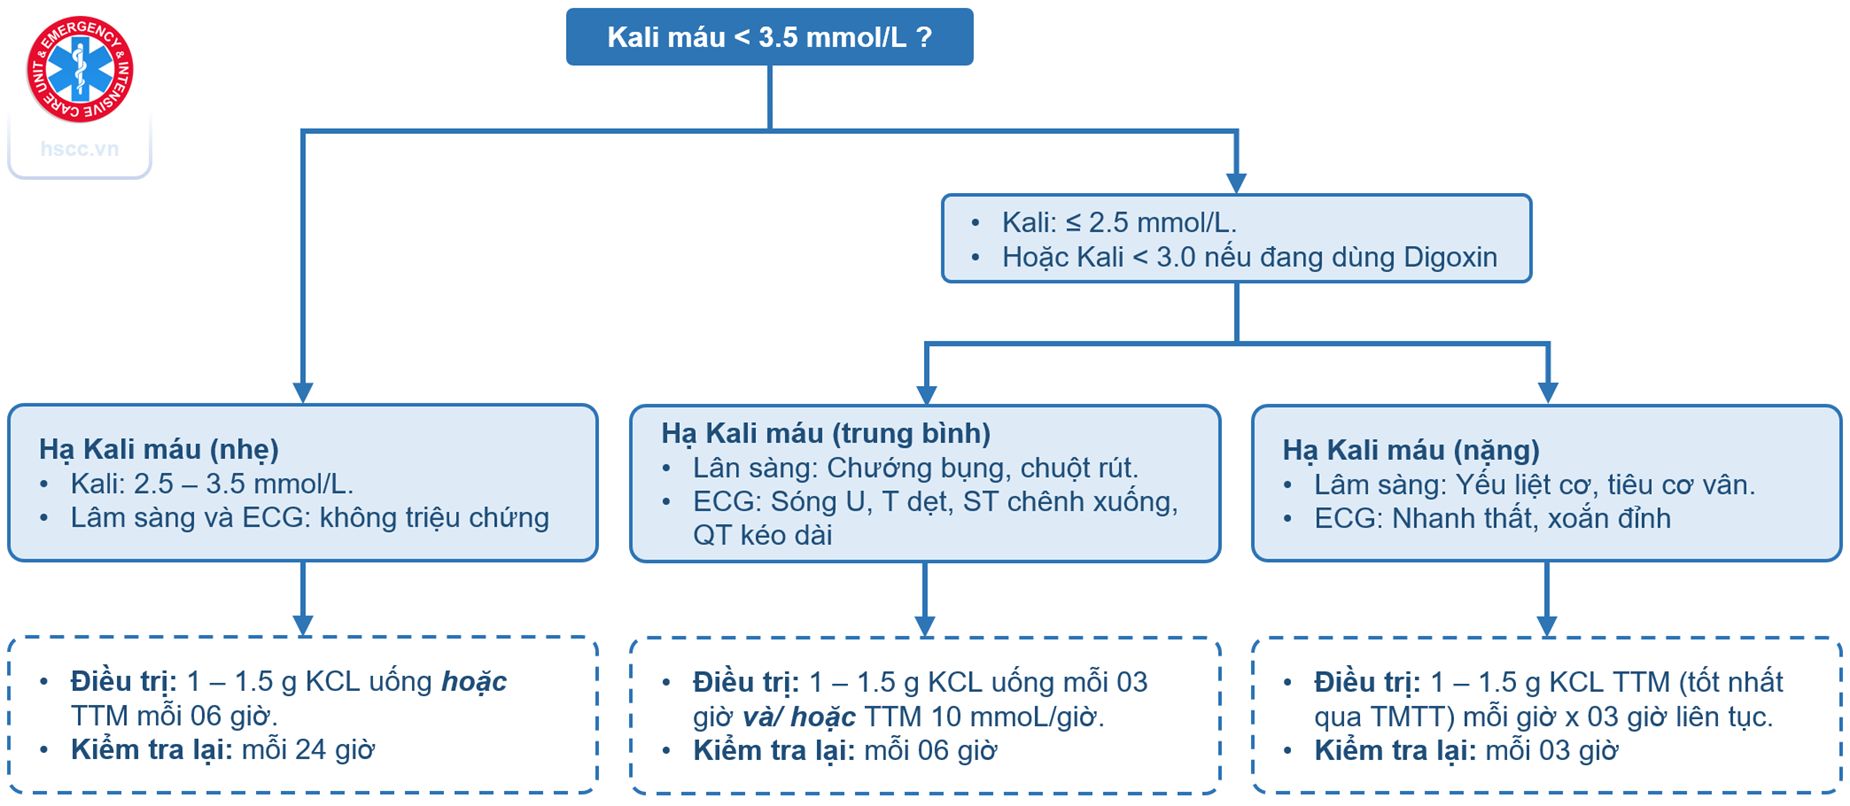 Kali máu < 3.5 mmol/L ?
UNIT & EMERGENCY & INTENSIVE CARE
hscc.vn
• Kali: ≤ 2.5 mmol/L.
• Hoặc Kali < 3.0 nếu đang dùng Digoxin
Hạ Kali máu (nhẹ)
• Kali: 2.5 – 3.5 mmol/L.
• Lâm sàng và ECG: không triệu chứng
Hạ Kali máu (trung bình)
• Lân sàng: Chướng bụng, chuột rút.
• ECG: Sóng U, T dẹt, ST chênh xuống,
QT kéo dài
Hạ Kali máu (nặng)
• Lâm sàng: Yếu liệt cơ, tiêu cơ vân.
• ECG: Nhanh thất, xoắn đỉnh
• Điều trị: 1 – 1.5 g KCL uống hoặc
TTM mỗi 06 giờ.
• Kiểm tra lại: mỗi 24 giờ
• Điều trị: 1 – 1.5 g KCL uống mỗi 03
giờ và/ hoặc TTM 10 mmoL/giờ.
• Kiểm tra lại: mỗi 06 giờ
• Điều trị: 1 – 1.5 g KCL TTM (tốt nhất
qua TMTT) mỗi giờ x 03 giờ liên tục.
• Kiểm tra lại: mỗi 03 giờ